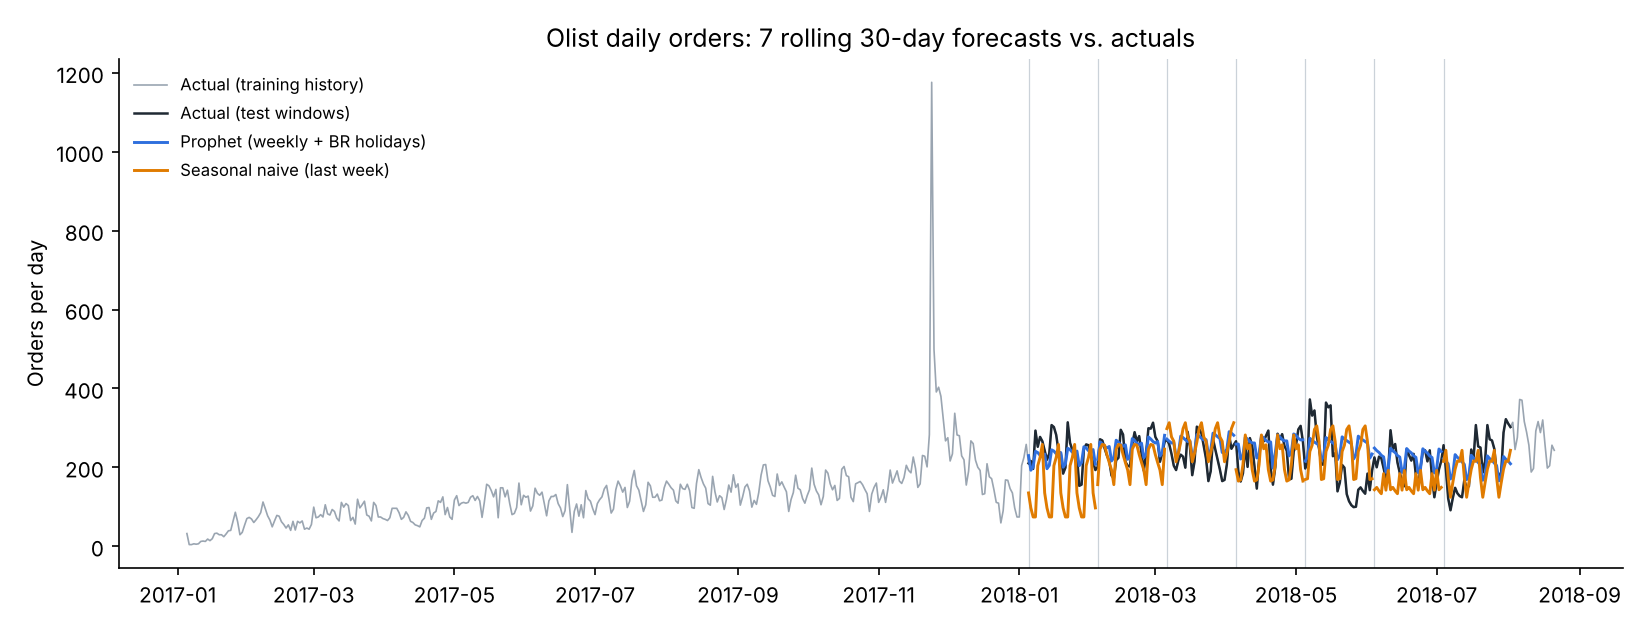 Olist daily orders: 7 rolling 30-day forecasts vs. actuals
Actual (training history)
Actual (test windows)
Prophet (weekly + BR holidays)
Seasonal naive (last week)
Orders per day
1200
1000
800
600
400
200
0
2017-01 2017-03 2017-05 2017-07 2017-09 2017-11 2018-01 2018-03 2018-05 2018-07 2018-09